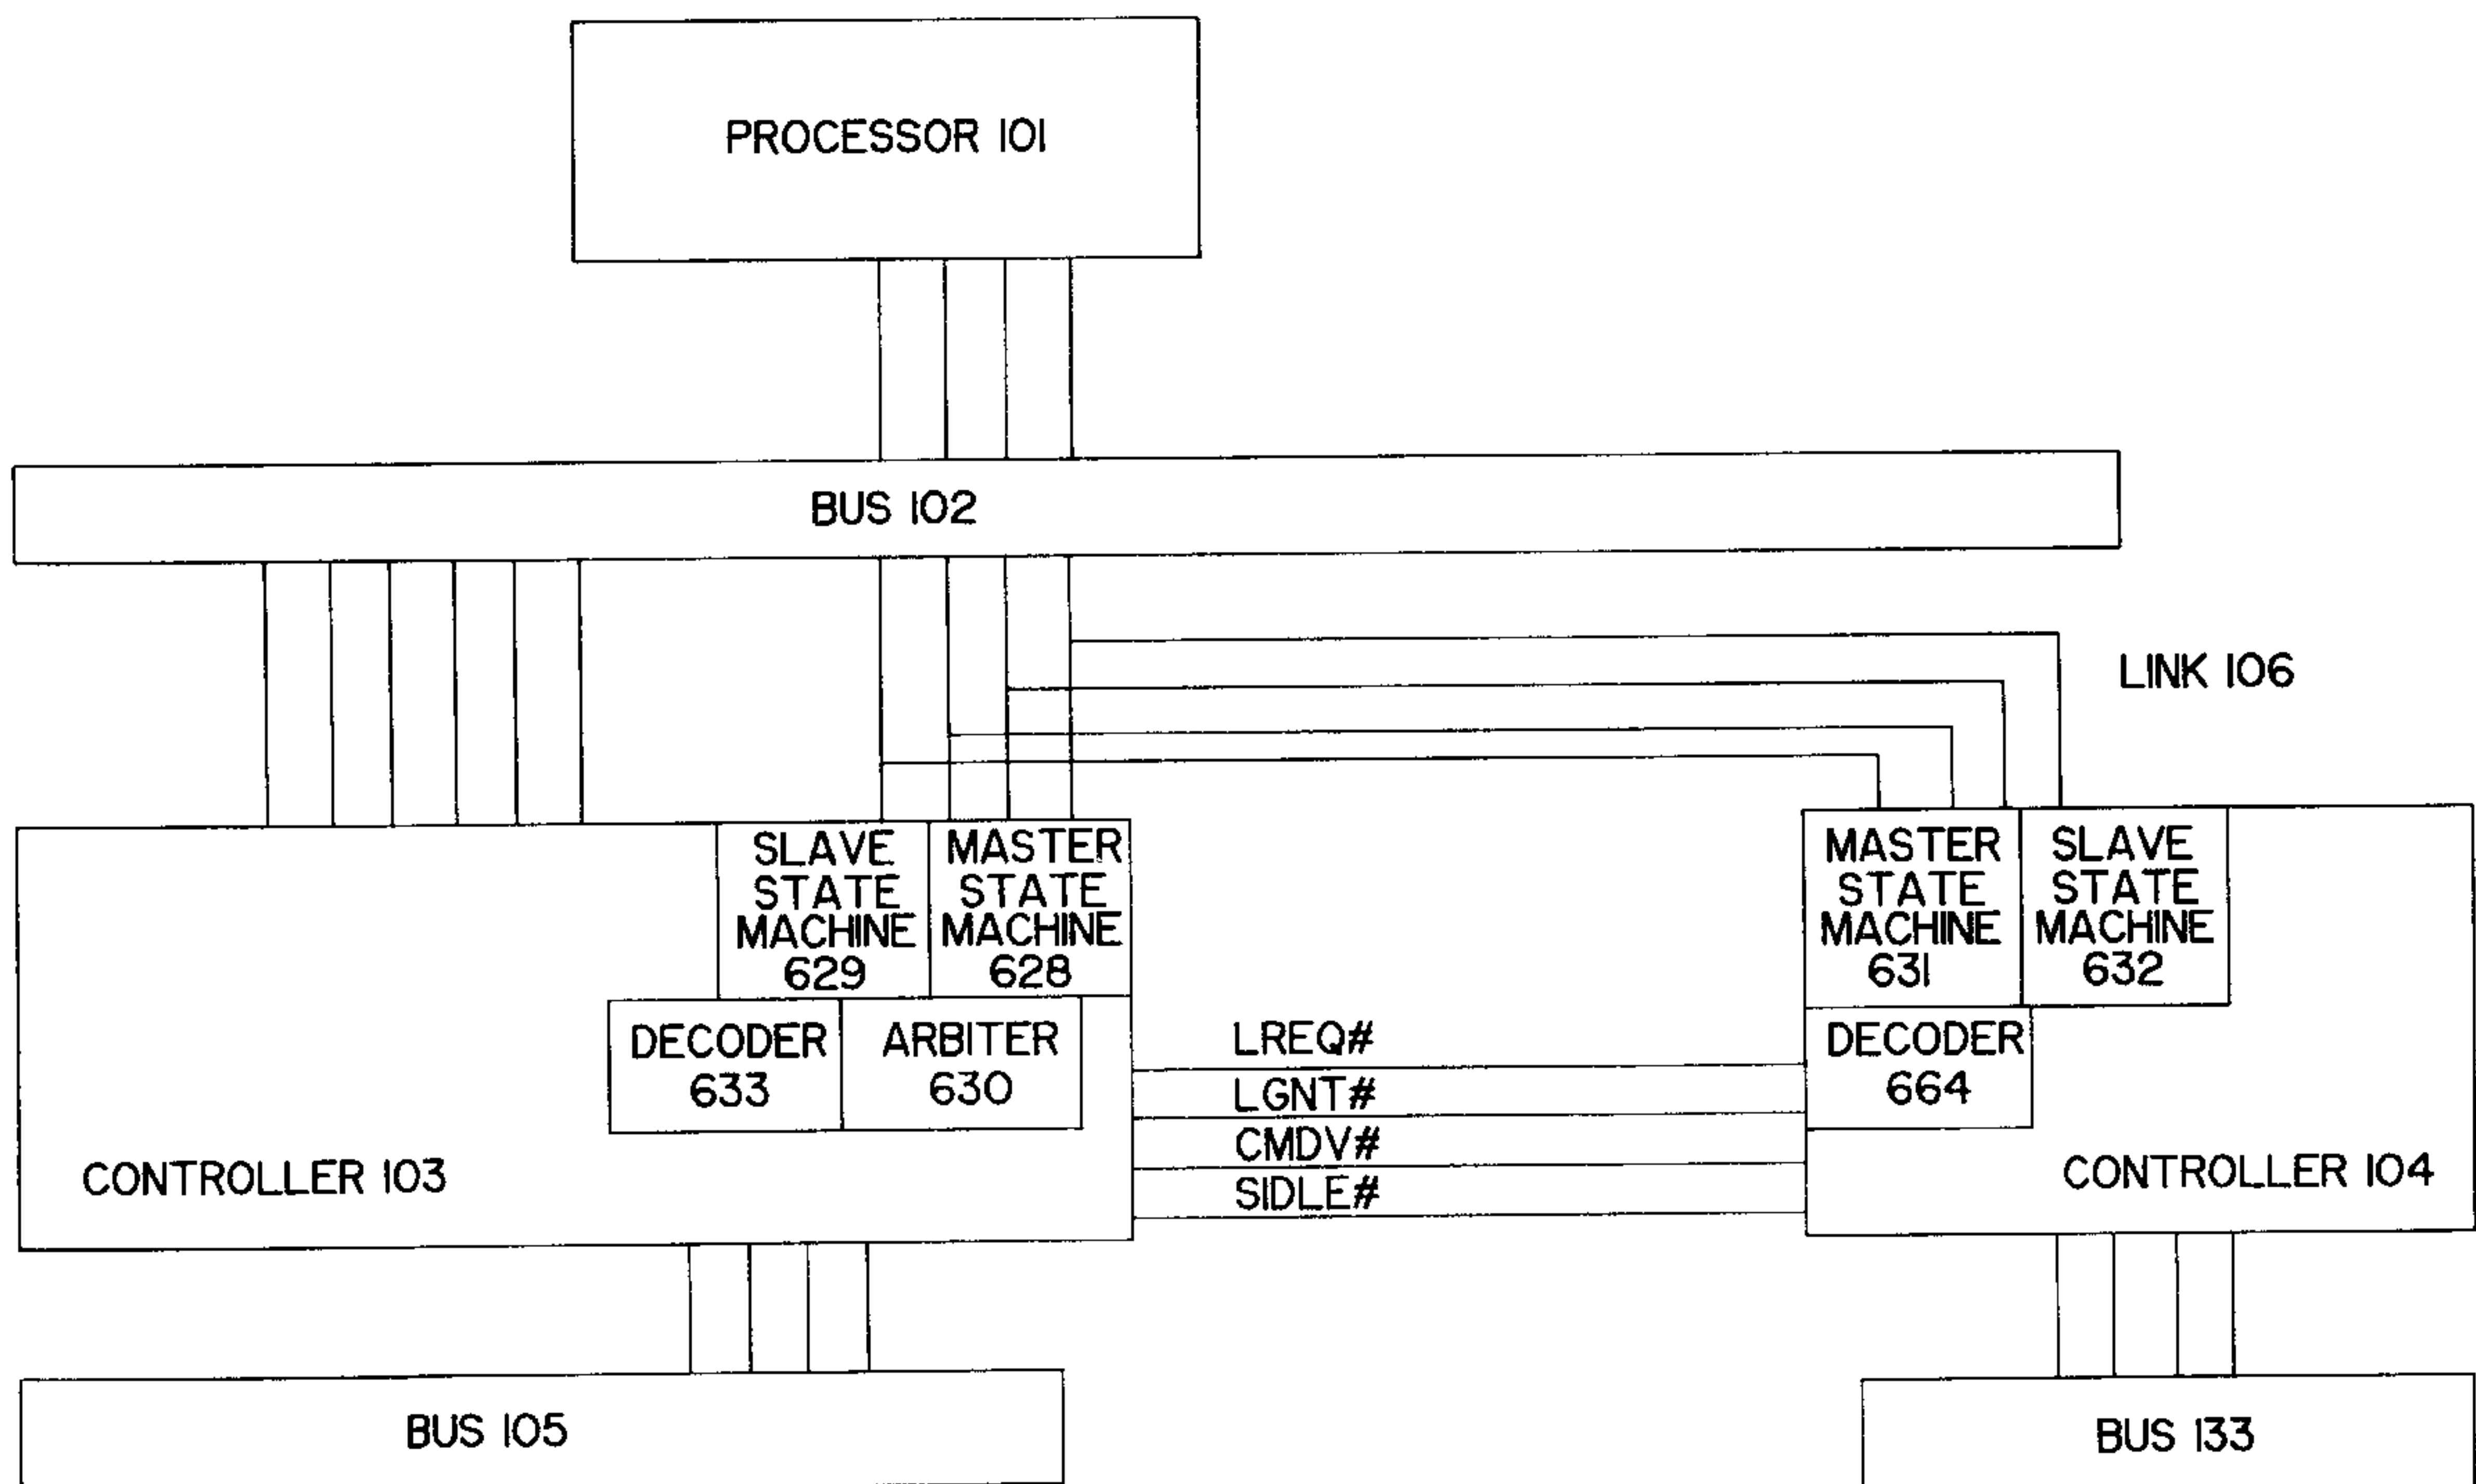 PROCESSOR 101
BUS 102
LINK 106
SLAVE
STATE
MACHINE
629
MASTER
STATE
MACHINE
628
MASTER
STATE
MACHINE
631
SLAVE
STATE
MACHINE
632
DECODER
633
ARBITER
630
LREQ#
LGNT#
CMDV#
SIDLE#
DECODER
664
CONTROLLER 103
CONTROLLER 104
BUS 105
BUS 133